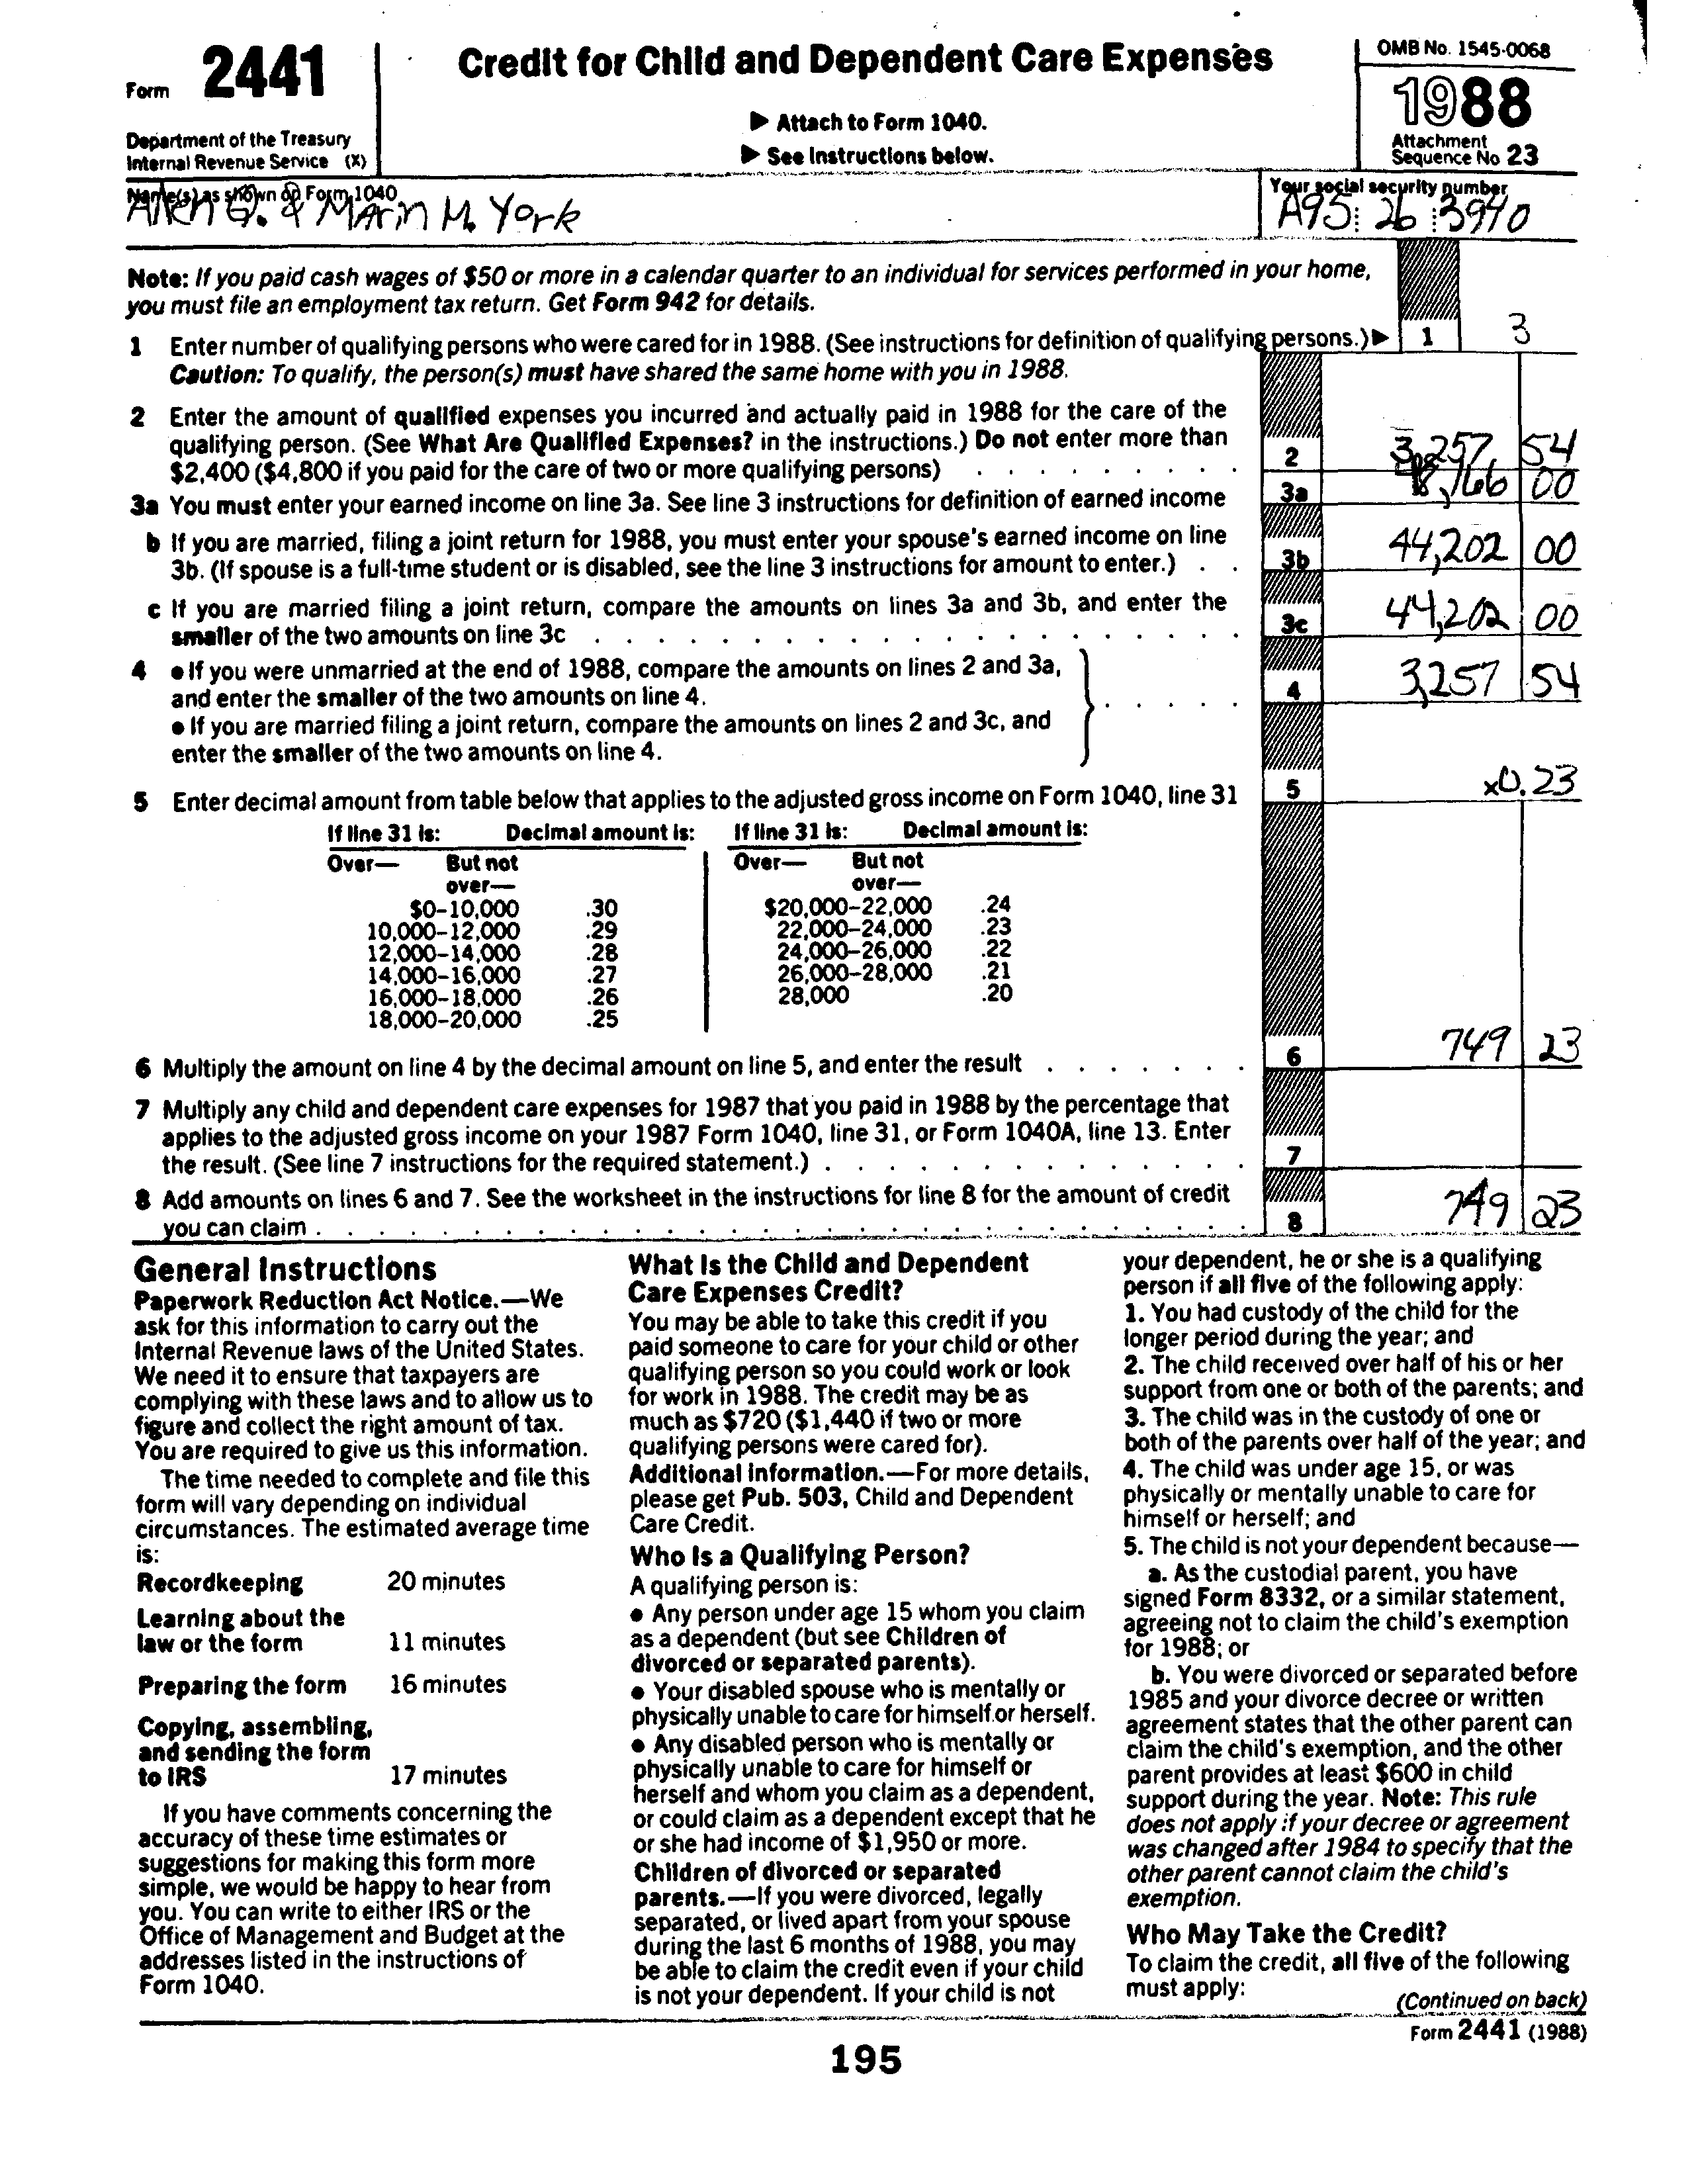 Form 2441
Department of the Treasury
Internal Revenue Service (X)
Credit for Child and Dependent Care Expenses
▶ Attach to Form 1040.
▶ See Instructions below.
OMB No. 1545-0068
1988
Attachment
Sequence No 23
Name(s) as shown on Form 1040
& Marin M. York
Your social security number
A95: 26 :3940
Note: If you paid cash wages of $50 or more in a calendar quarter to an individual for services performed in your home,
you must file an employment tax return. Get Form 942 for details.
1 Enter number of qualifying persons who were cared for in 1988. (See instructions for definition of qualifying persons.)▶ 1 3
Caution: To qualify, the person(s) must have shared the same home with you in 1988.
2 Enter the amount of qualified expenses you incurred and actually paid in 1988 for the care of the
qualifying person. (See What Are Qualified Expenses? in the instructions.) Do not enter more than
$2,400 ($4,800 if you paid for the care of two or more qualifying persons) . . . . . . . . . 2 3,257 54
3a You must enter your earned income on line 3a. See line 3 instructions for definition of earned income 3a 00
b If you are married, filing a joint return for 1988, you must enter your spouse's earned income on line
3b. (If spouse is a full-time student or is disabled, see the line 3 instructions for amount to enter.) . . 3b 44,202 00
c If you are married filing a joint return, compare the amounts on lines 3a and 3b, and enter the
smaller of the two amounts on line 3c . . . . . . . . . . . . . . . . . . . . 3c 44,202 00
4 ● If you were unmarried at the end of 1988, compare the amounts on lines 2 and 3a,
and enter the smaller of the two amounts on line 4. . . . . . 4 3,257 54
● If you are married filing a joint return, compare the amounts on lines 2 and 3c, and
enter the smaller of the two amounts on line 4.
5 Enter decimal amount from table below that applies to the adjusted gross income on Form 1040, line 31 5 x0.23
If line 31 is: Decimal amount is: If line 31 is: Decimal amount is:
Over— But not over— Over— But not over—
$0–10,000 .30 $20,000–22,000 .24
10,000–12,000 .29 22,000–24,000 .23
12,000–14,000 .28 24,000–26,000 .22
14,000–16,000 .27 26,000–28,000 .21
16,000–18,000 .26 28,000 .20
18,000–20,000 .25
6 Multiply the amount on line 4 by the decimal amount on line 5, and enter the result . . . . . . . 6 749 23
7 Multiply any child and dependent care expenses for 1987 that you paid in 1988 by the percentage that
applies to the adjusted gross income on your 1987 Form 1040, line 31, or Form 1040A, line 13. Enter
the result. (See line 7 instructions for the required statement.) . . . . . . . . . . . . . 7
8 Add amounts on lines 6 and 7. See the worksheet in the instructions for line 8 for the amount of credit
you can claim . . . . . . . . . . . . . . . . . . . . . . . . . . . . 8 749 23
General Instructions
Paperwork Reduction Act Notice.—We
ask for this information to carry out the
Internal Revenue laws of the United States.
We need it to ensure that taxpayers are
complying with these laws and to allow us to
figure and collect the right amount of tax.
You are required to give us this information.
The time needed to complete and file this
form will vary depending on individual
circumstances. The estimated average time
is:
Recordkeeping 20 minutes
Learning about the
law or the form 11 minutes
Preparing the form 16 minutes
Copying, assembling,
and sending the form
to IRS 17 minutes
If you have comments concerning the
accuracy of these time estimates or
suggestions for making this form more
simple, we would be happy to hear from
you. You can write to either IRS or the
Office of Management and Budget at the
addresses listed in the instructions of
Form 1040.
What Is the Child and Dependent
Care Expenses Credit?
You may be able to take this credit if you
paid someone to care for your child or other
qualifying person so you could work or look
for work in 1988. The credit may be as
much as $720 ($1,440 if two or more
qualifying persons were cared for).
Additional information.—For more details,
please get Pub. 503, Child and Dependent
Care Credit.
Who Is a Qualifying Person?
A qualifying person is:
● Any person under age 15 whom you claim
as a dependent (but see Children of
divorced or separated parents).
● Your disabled spouse who is mentally or
physically unable to care for himself or herself.
● Any disabled person who is mentally or
physically unable to care for himself or
herself and whom you claim as a dependent,
or could claim as a dependent except that he
or she had income of $1,950 or more.
Children of divorced or separated
parents.—If you were divorced, legally
separated, or lived apart from your spouse
during the last 6 months of 1988, you may
be able to claim the credit even if your child
is not your dependent. If your child is not
your dependent, he or she is a qualifying
person if all five of the following apply:
1. You had custody of the child for the
longer period during the year; and
2. The child received over half of his or her
support from one or both of the parents; and
3. The child was in the custody of one or
both of the parents over half of the year; and
4. The child was under age 15, or was
physically or mentally unable to care for
himself or herself; and
5. The child is not your dependent because—
a. As the custodial parent, you have
signed Form 8332, or a similar statement,
agreeing not to claim the child's exemption
for 1988; or
b. You were divorced or separated before
1985 and your divorce decree or written
agreement states that the other parent can
claim the child's exemption, and the other
parent provides at least $600 in child
support during the year. Note: This rule
does not apply if your decree or agreement
was changed after 1984 to specify that the
other parent cannot claim the child's
exemption.
Who May Take the Credit?
To claim the credit, all five of the following
must apply:
(Continued on back)
Form 2441 (1988)
195